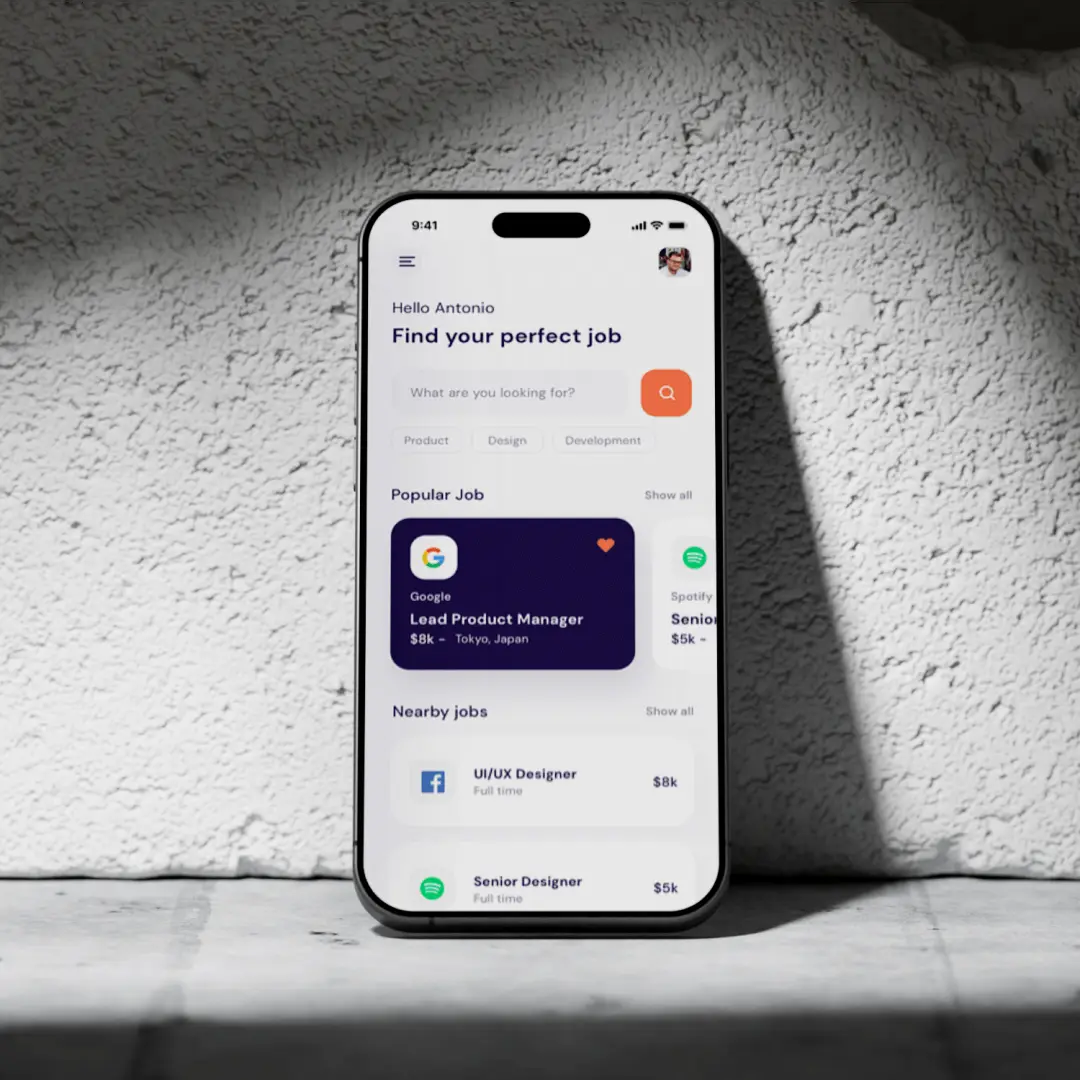 9:41
Hello Antonio
Find your perfect job
What are you looking for?
Product Design Development
Popular Job Show all
Google
Lead Product Manager
$8k - Tokyo, Japan
Spotify
Senior
$5k -
Nearby jobs Show all
UI/UX Designer
Full time
$8k
Senior Designer
Full time
$5k